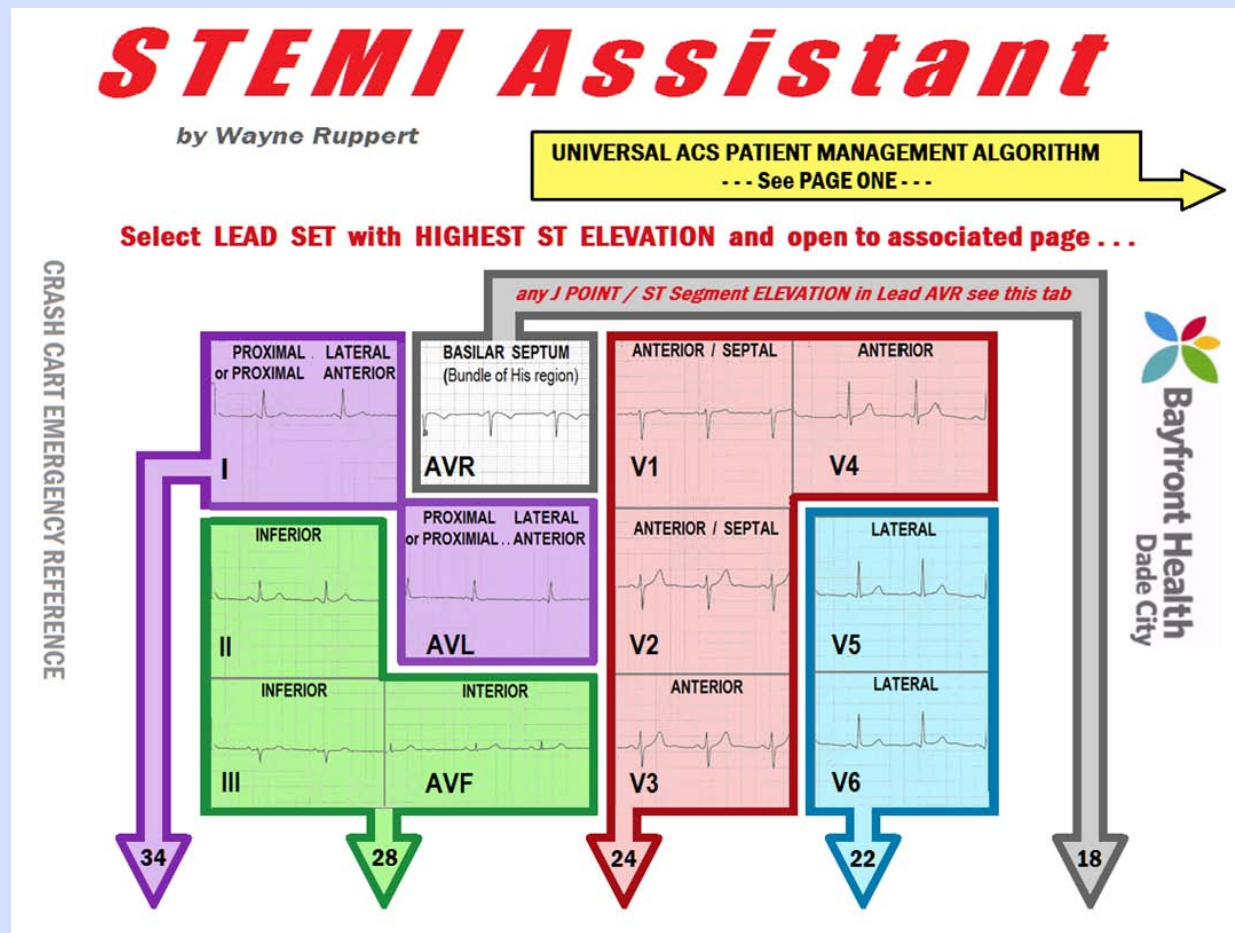 STEMI Assistant
by Wayne Ruppert
UNIVERSAL ACS PATIENT MANAGEMENT ALGORITHM
- - - See PAGE ONE - - -
Select LEAD SET with HIGHEST ST ELEVATION and open to associated page . . .
CRASH CART EMERGENCY REFERENCE
any J POINT / ST Segment ELEVATION in Lead AVR see this tab
PROXIMAL . LATERAL
or PROXIMAL ANTERIOR
I
BASILAR SEPTUM
(Bundle of His region)
AVR
ANTERIOR / SEPTAL
V1
ANTERIOR
V4
INFERIOR
II
PROXIMAL LATERAL
or PROXIMIAL . . ANTERIOR
AVL
ANTERIOR / SEPTAL
V2
LATERAL
V5
INFERIOR
III
INTERIOR
AVF
ANTERIOR
V3
LATERAL
V6
Bayfront Health
Dade City
34
28
24
22
18